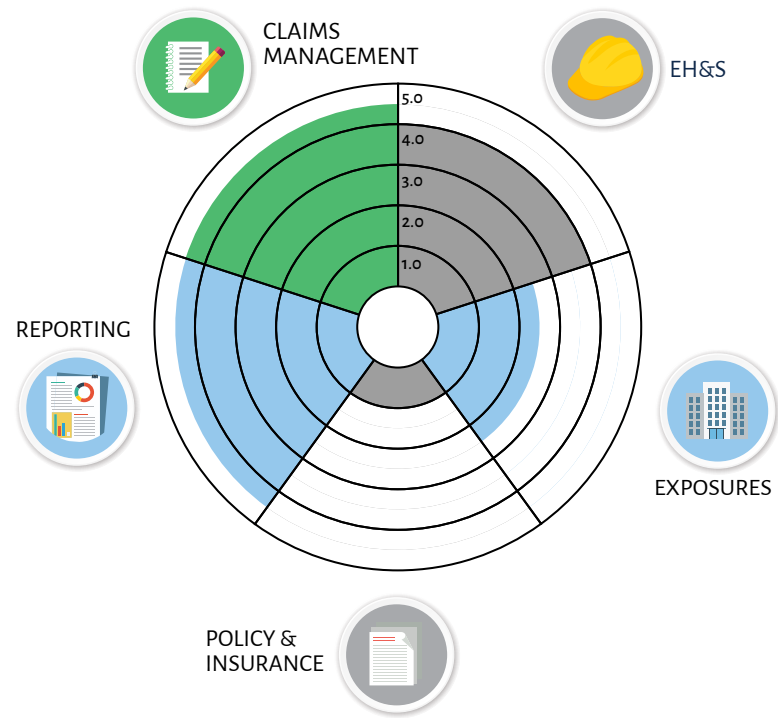 CLAIMS
MANAGEMENT
EH&S
5.0
4.0
3.0
2.0
1.0
REPORTING
EXPOSURES
POLICY &
INSURANCE